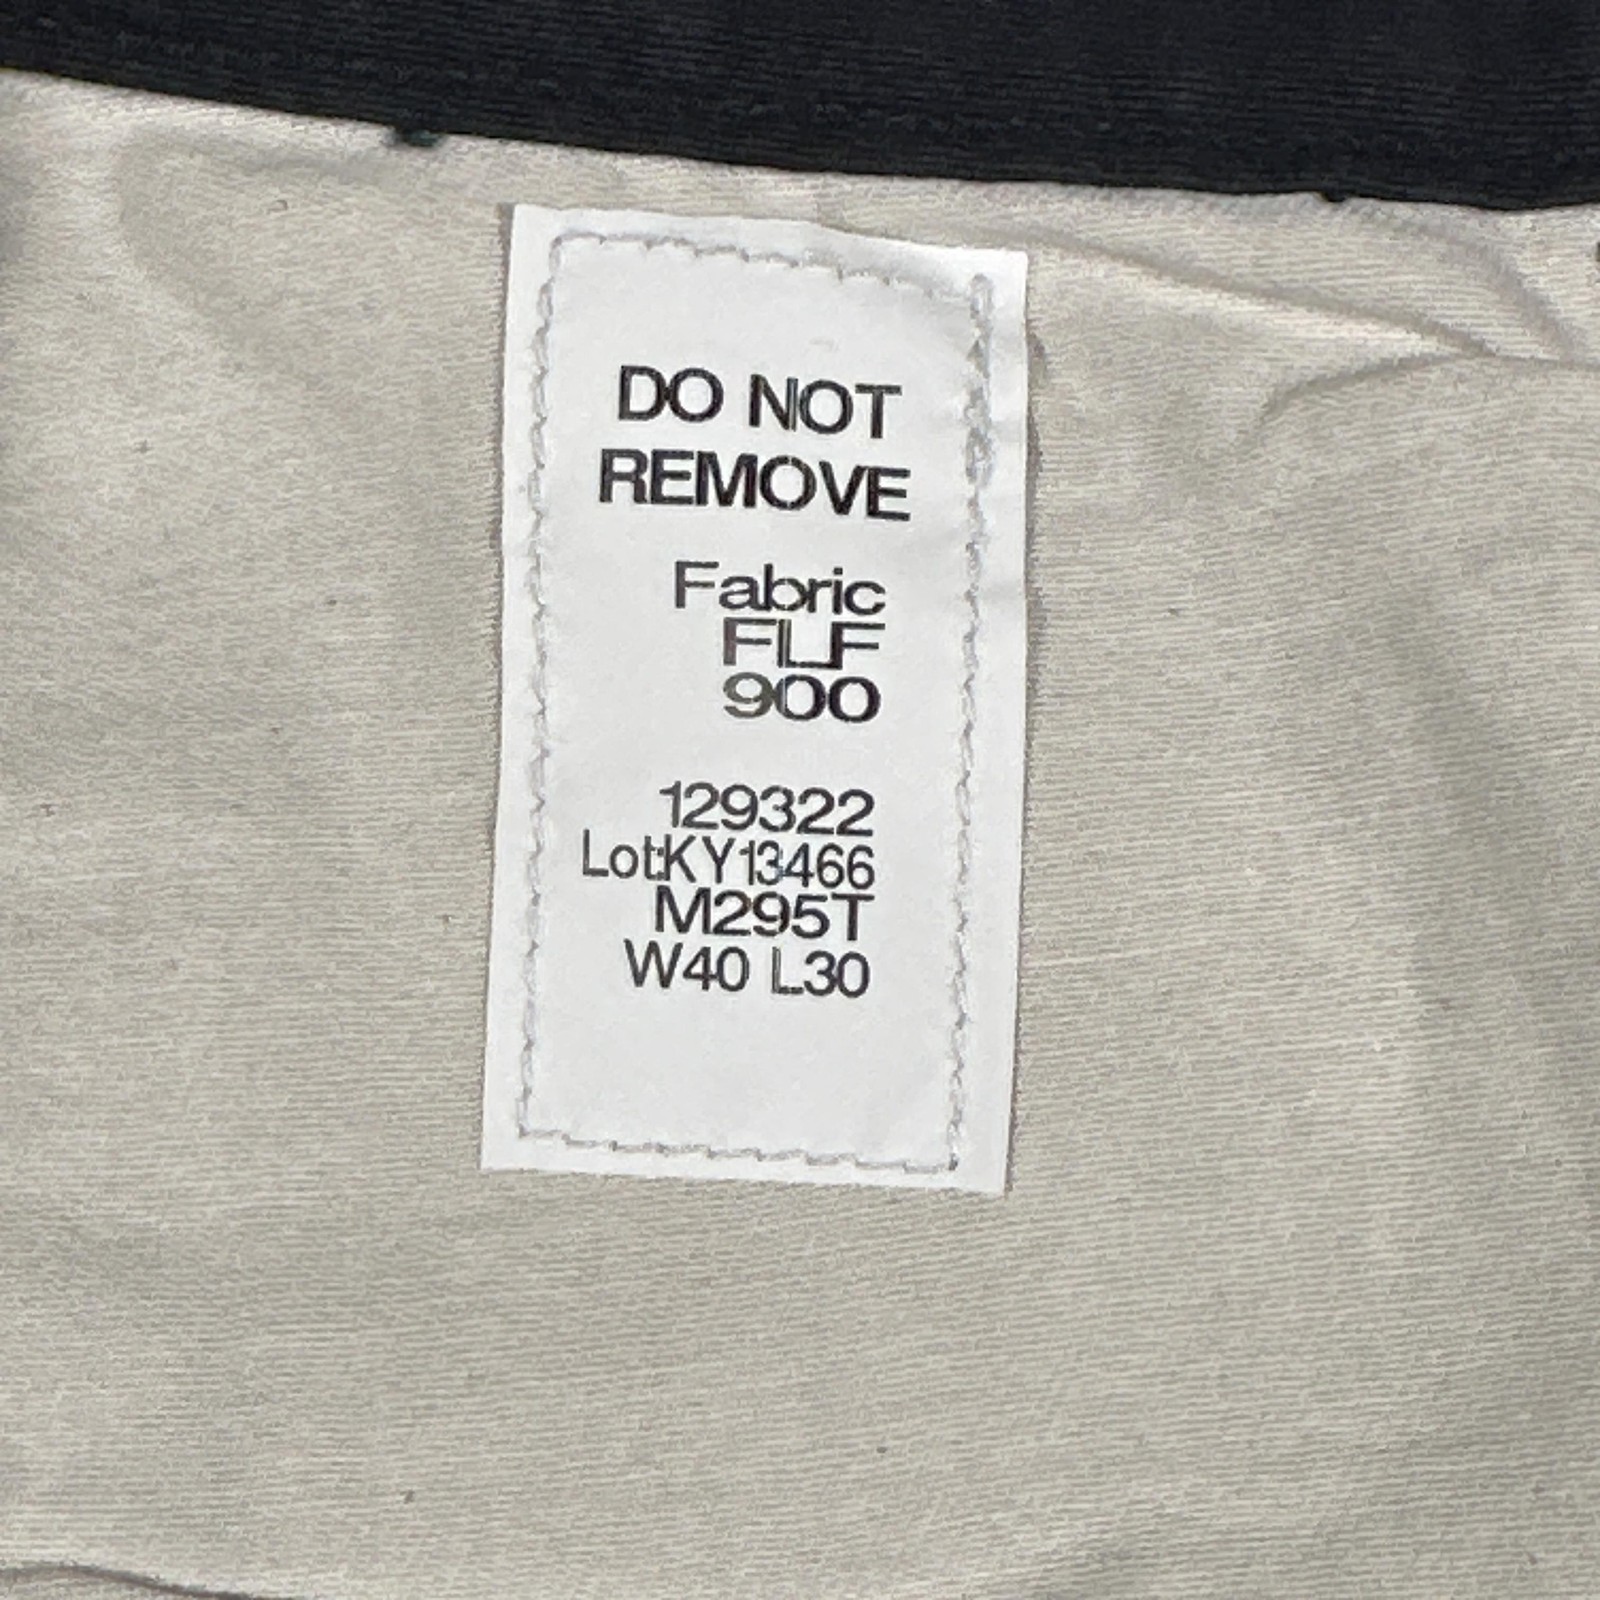 DO NOT
REMOVE
Fabric
FLF
900
129322
Lot:KY13466
M295T
W40 L30